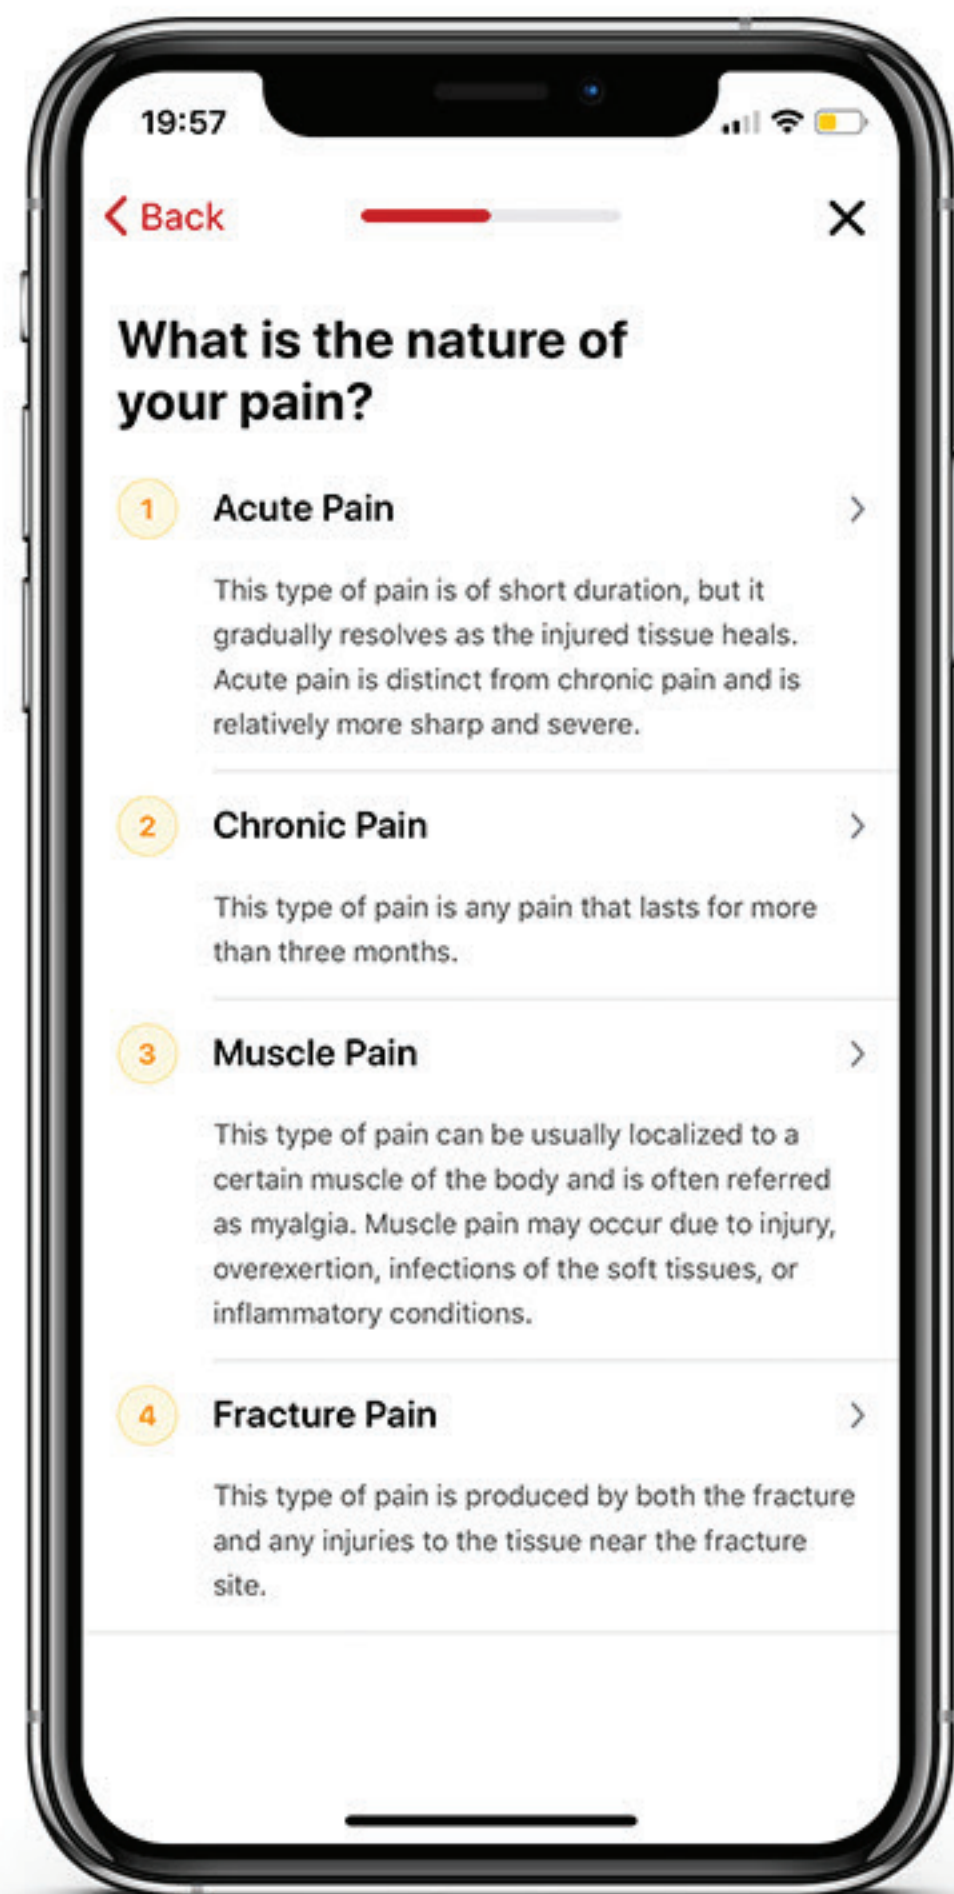 19:57
Back
What is the nature of
your pain?
1
Acute Pain
This type of pain is of short duration, but it
gradually resolves as the injured tissue heals.
Acute pain is distinct from chronic pain and is
relatively more sharp and severe.
2
Chronic Pain
This type of pain is any pain that lasts for more
than three months.
3
Muscle Pain
This type of pain can be usually localized to a
certain muscle of the body and is often referred
as myalgia. Muscle pain may occur due to injury,
overexertion, infections of the soft tissues, or
inflammatory conditions.
4
Fracture Pain
This type of pain is produced by both the fracture
and any injuries to the tissue near the fracture
site.